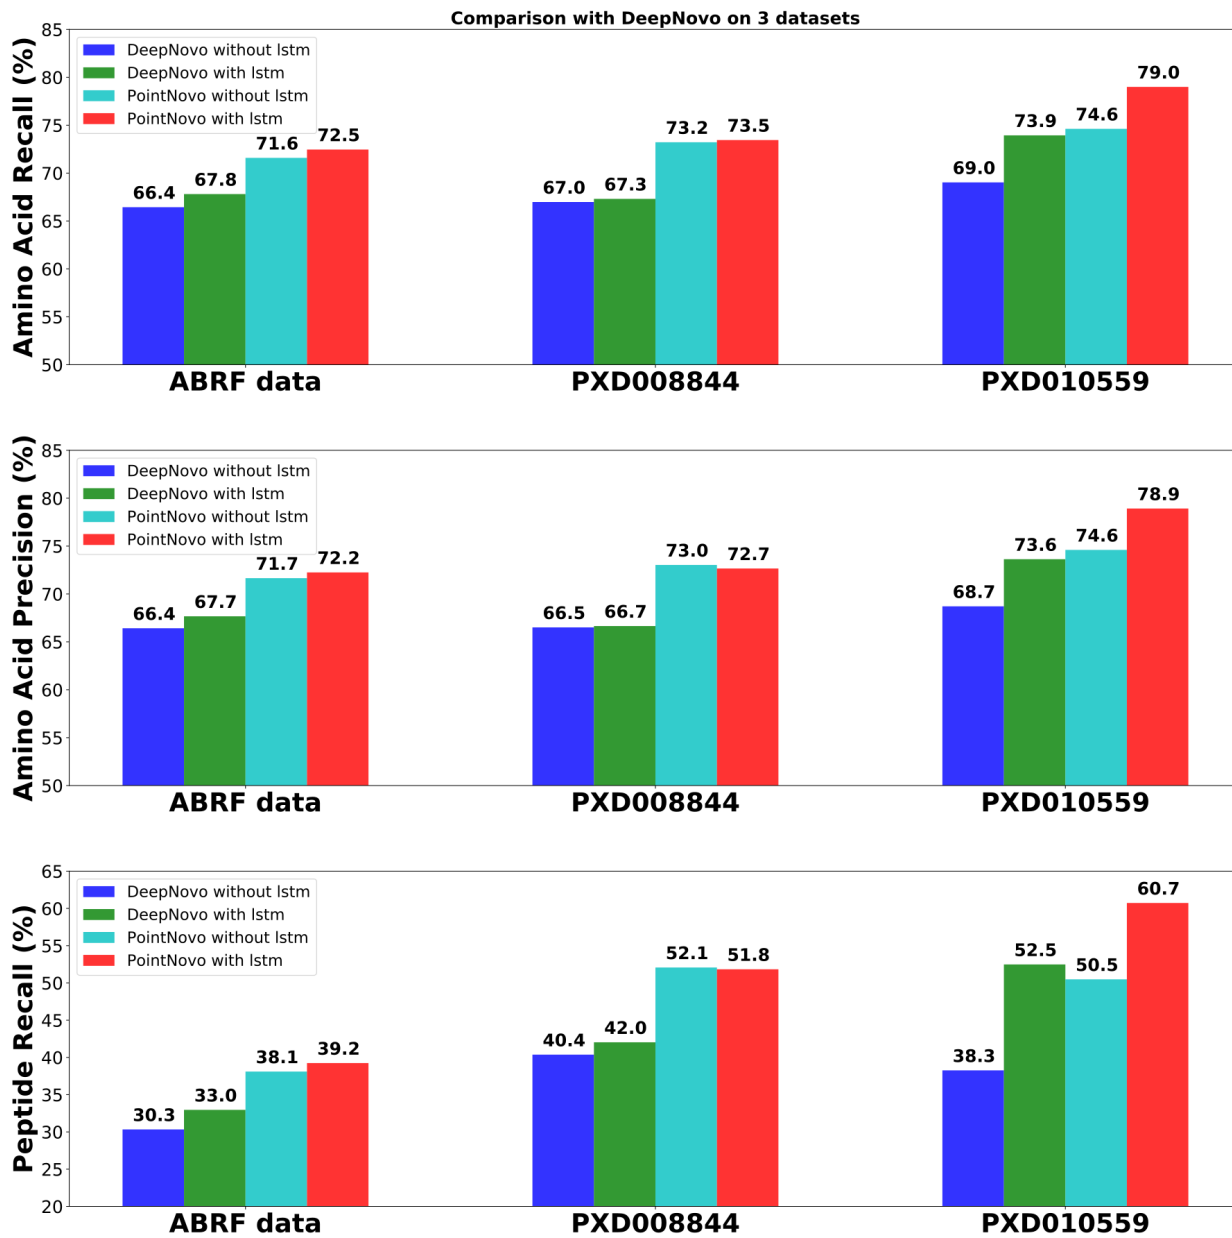 Comparison with DeepNovo on 3 datasets
Amino Acid Recall (%)
85
80
75
70
65
60
55
50
DeepNovo without lstm
DeepNovo with lstm
PointNovo without lstm
PointNovo with lstm
66.4 67.8 71.6 72.5
67.0 67.3 73.2 73.5
69.0 73.9 74.6 79.0
ABRF data PXD008844 PXD010559
Amino Acid Precision (%)
85
80
75
70
65
60
55
50
DeepNovo without lstm
DeepNovo with lstm
PointNovo without lstm
PointNovo with lstm
66.4 67.7 71.7 72.2
66.5 66.7 73.0 72.7
68.7 73.6 74.6 78.9
ABRF data PXD008844 PXD010559
Peptide Recall (%)
65
60
55
50
45
40
35
30
25
20
DeepNovo without lstm
DeepNovo with lstm
PointNovo without lstm
PointNovo with lstm
30.3 33.0 38.1 39.2
40.4 42.0 52.1 51.8
38.3 52.5 50.5 60.7
ABRF data PXD008844 PXD010559